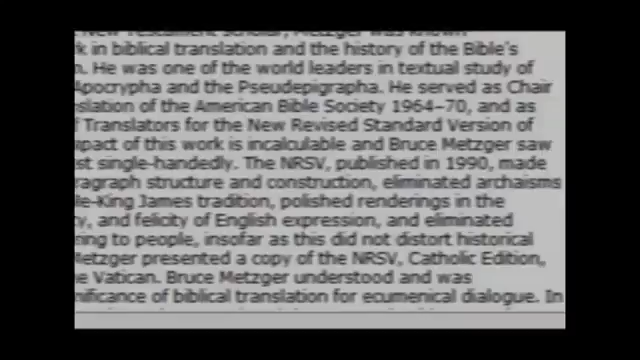 New Testament scholar, Metzger was known
k in biblical translation and the history of the Bible's
n. He was one of the world leaders in textual study of
Apocrypha and the Pseudepigrapha. He served as Chair
slation of the American Bible Society 1964–70, and as
f Translators for the New Revised Standard Version of
pact of this work is incalculable and Bruce Metzger saw
st single-handedly. The NRSV, published in 1990, made
ragraph structure and construction, eliminated archaisms
le-King James tradition, polished renderings in the
y, and felicity of English expression, and eliminated
ring to people, insofar as this did not distort historical
Metzger presented a copy of the NRSV, Catholic Edition,
e Vatican. Bruce Metzger understood and was
nificance of biblical translation for ecumenical dialogue. In